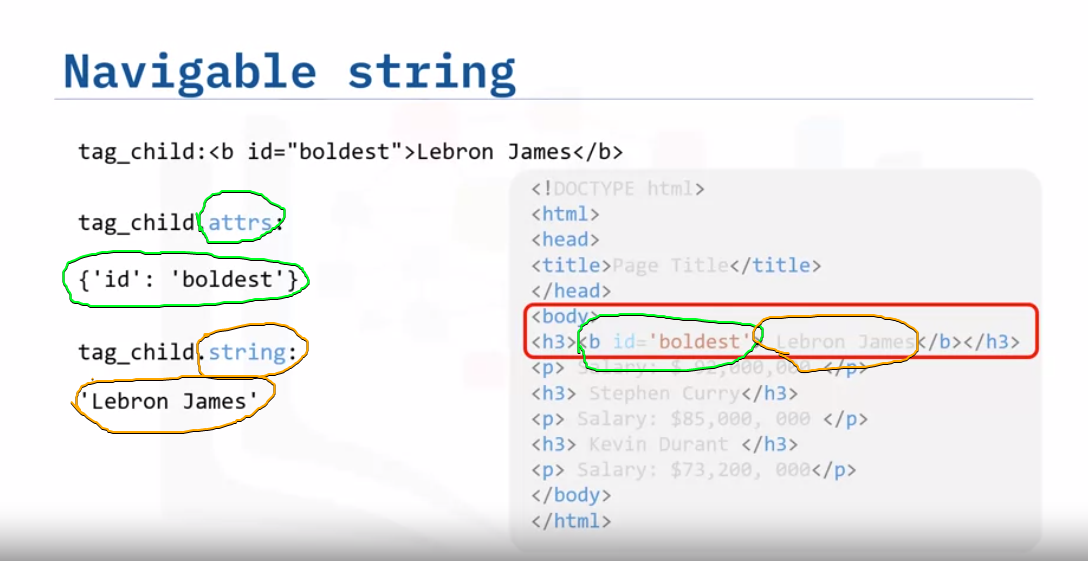 Navigable string
tag_child:<b id="boldest">Lebron James</b>
tag_child.attrs:
{'id': 'boldest'}
tag_child.string:
'Lebron James'
<!DOCTYPE html>
<html>
<head>
<title>Page Title</title>
</head>
<body>
<h3><b id='boldest'> Lebron James</b></h3>
<p> Salary: $ 92,000,000 </p>
<h3> Stephen Curry</h3>
<p> Salary: $85,000, 000 </p>
<h3> Kevin Durant </h3>
<p> Salary: $73,200, 000</p>
</body>
</html>